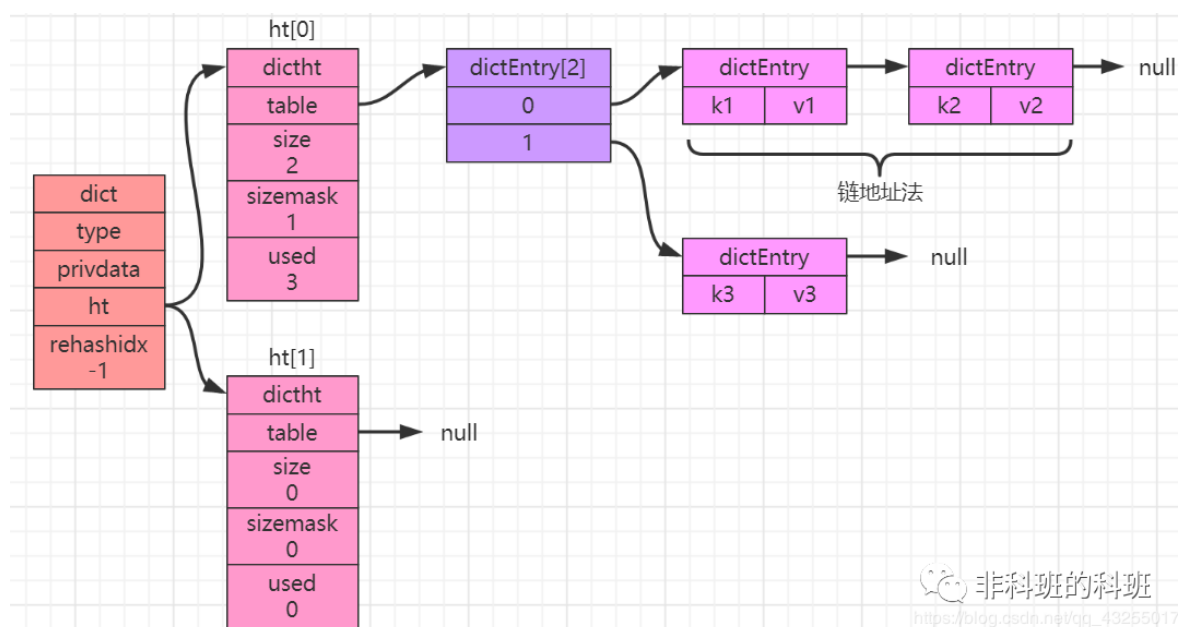 ht[0]
dictht
table
size
2
sizemask
1
used
3
dictEntry[2]
0
1
dictEntry
k1 v1
dictEntry
k2 v2
null
链地址法
dictEntry
k3 v3
null
dict
type
privdata
ht
rehashidx
-1
ht[1]
dictht
table
size
0
sizemask
0
used
0
null
非科班的科班
https://blog.csdn.net/qq_43255017